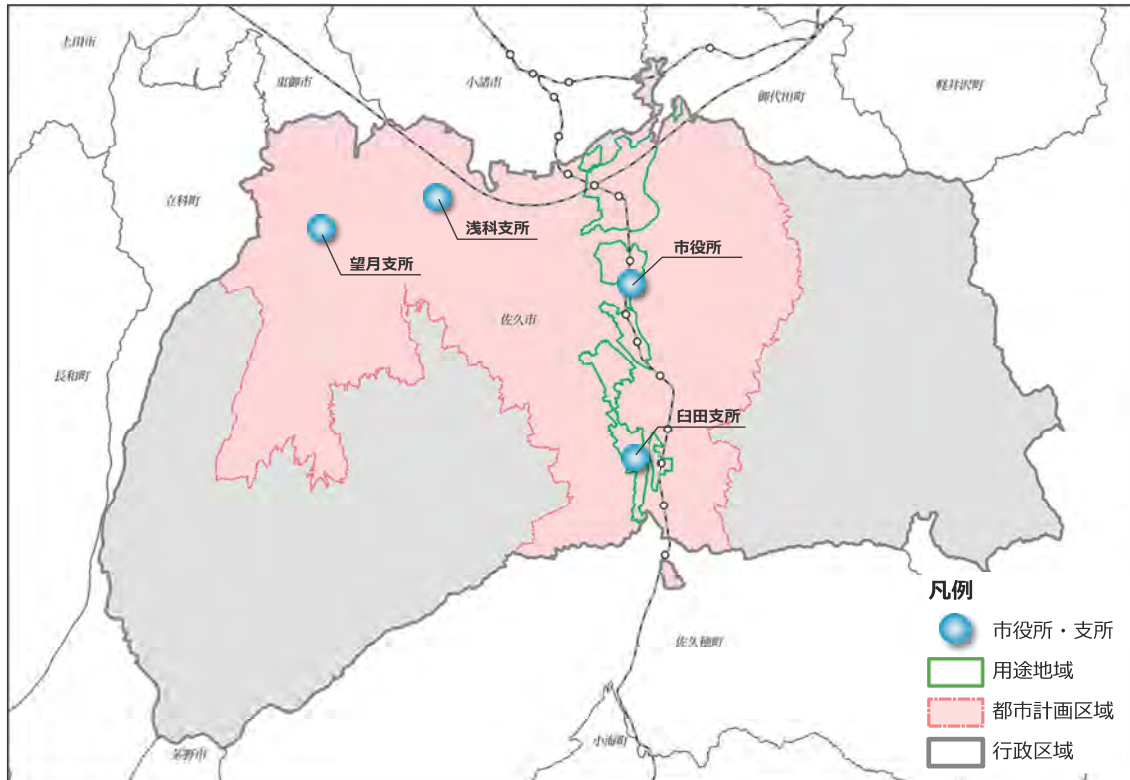 上田市
東御市
小諸市
御代田町
軽井沢町
立科町
浅科支所
望月支所
市役所
佐久市
長和町
臼田支所
凡例
市役所・支所
佐久穂町
用途地域
都市計画区域
小海町
茅野市
行政区域